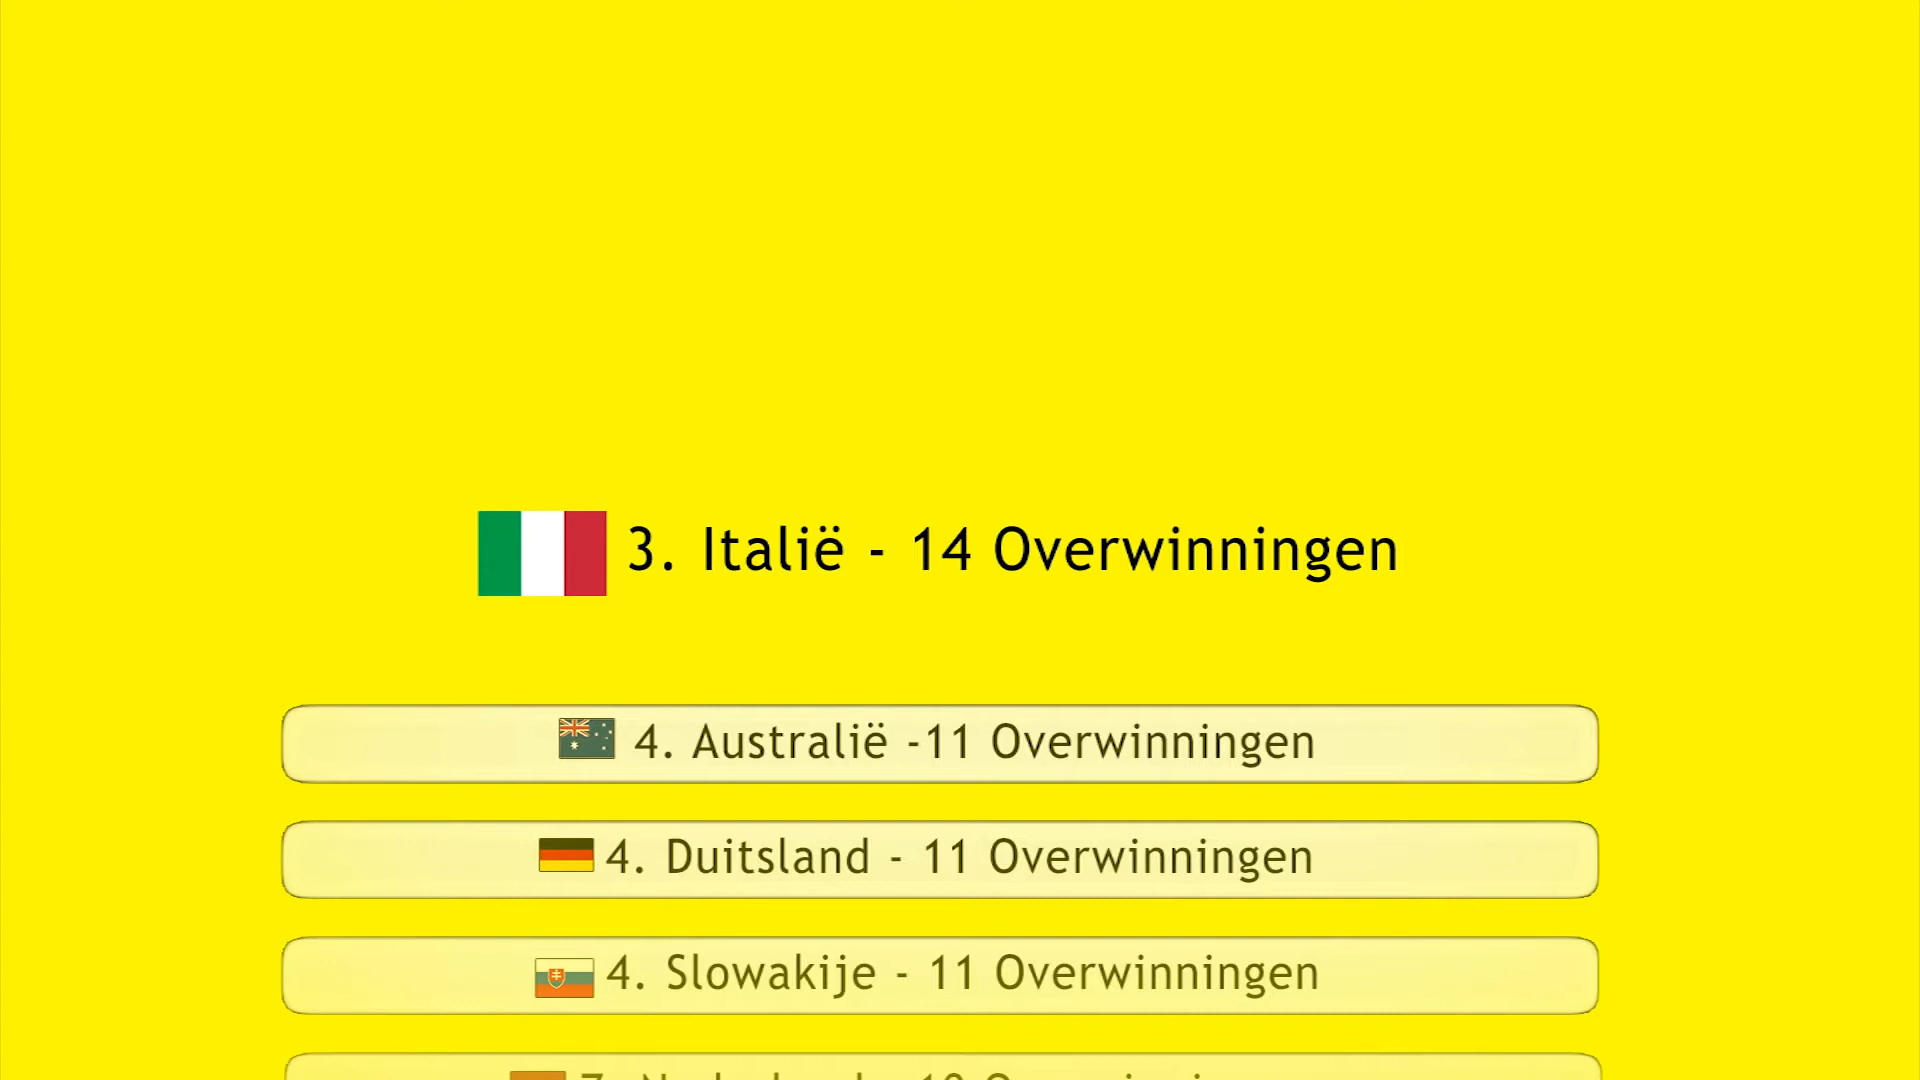 3. Italië - 14 Overwinningen
4. Australië -11 Overwinningen
4. Duitsland - 11 Overwinningen
4. Slowakije - 11 Overwinningen